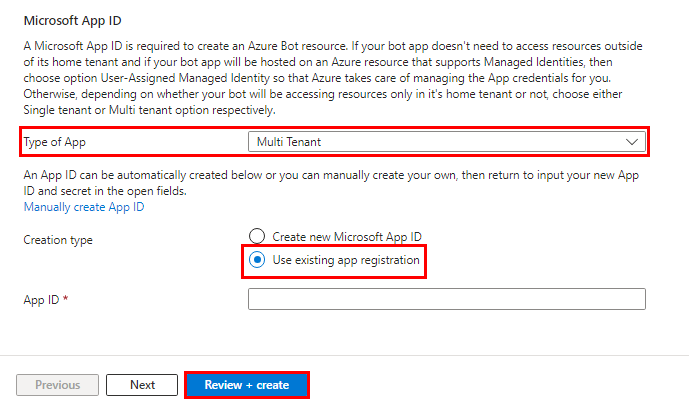 Microsoft App ID
A Microsoft App ID is required to create an Azure Bot resource. If your bot app doesn't need to access resources outside
of its home tenant and if your bot app will be hosted on an Azure resource that supports Managed Identities, then
choose option User-Assigned Managed Identity so that Azure takes care of managing the App credentials for you.
Otherwise, depending on whether your bot will be accessing resources only in it's home tenant or not, choose either
Single tenant or Multi tenant option respectively.
Type of App Multi Tenant
An App ID can be automatically created below or you can manually create your own, then return to input your new App
ID and secret in the open fields.
Manually create App ID
Creation type Create new Microsoft App ID
Use existing app registration
App ID *
Previous Next Review + create